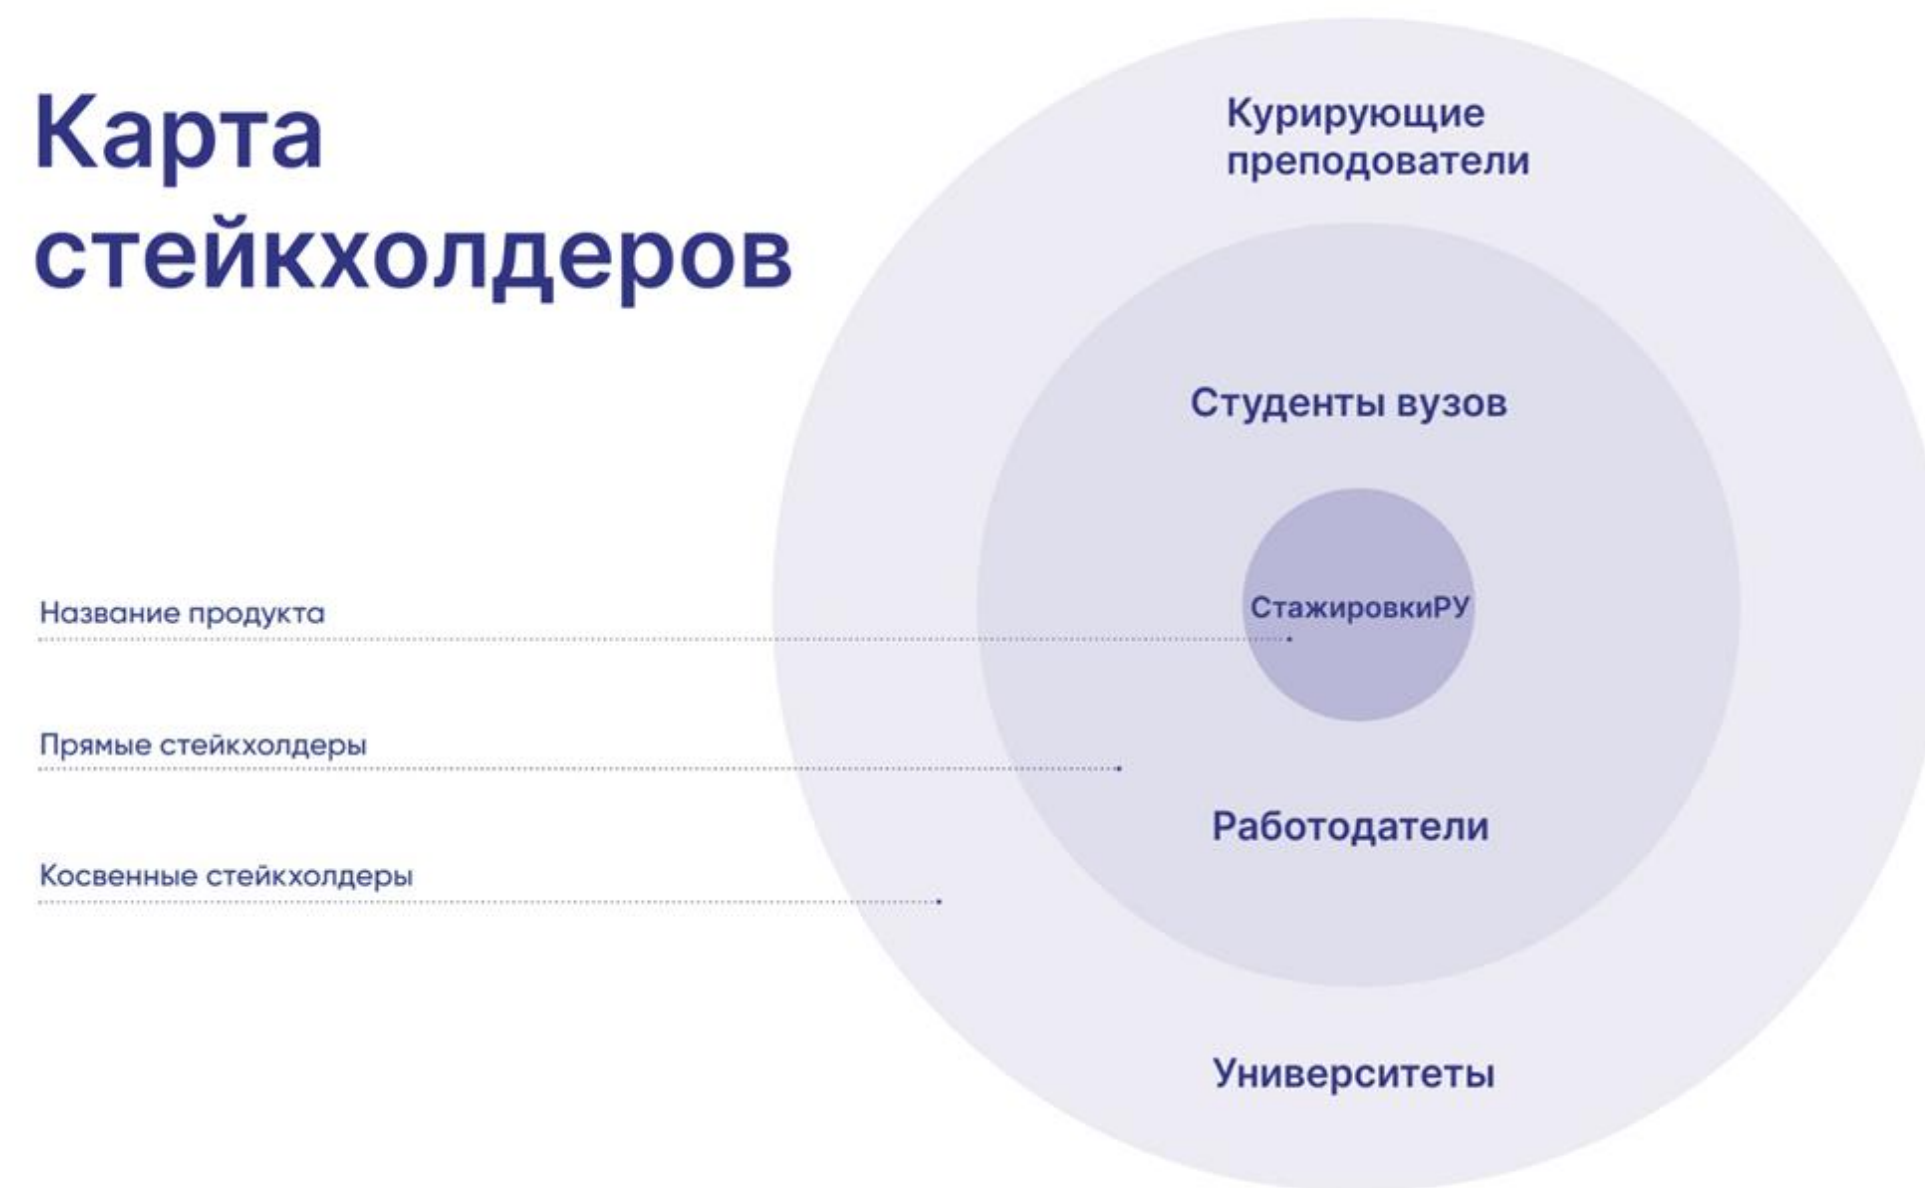 Карта
стейкхолдеров
Курирующие
преподователи
Студенты вузов
СтажировкиРУ
Работодатели
Университеты
Название продукта
Прямые стейкхолдеры
Косвенные стейкхолдеры